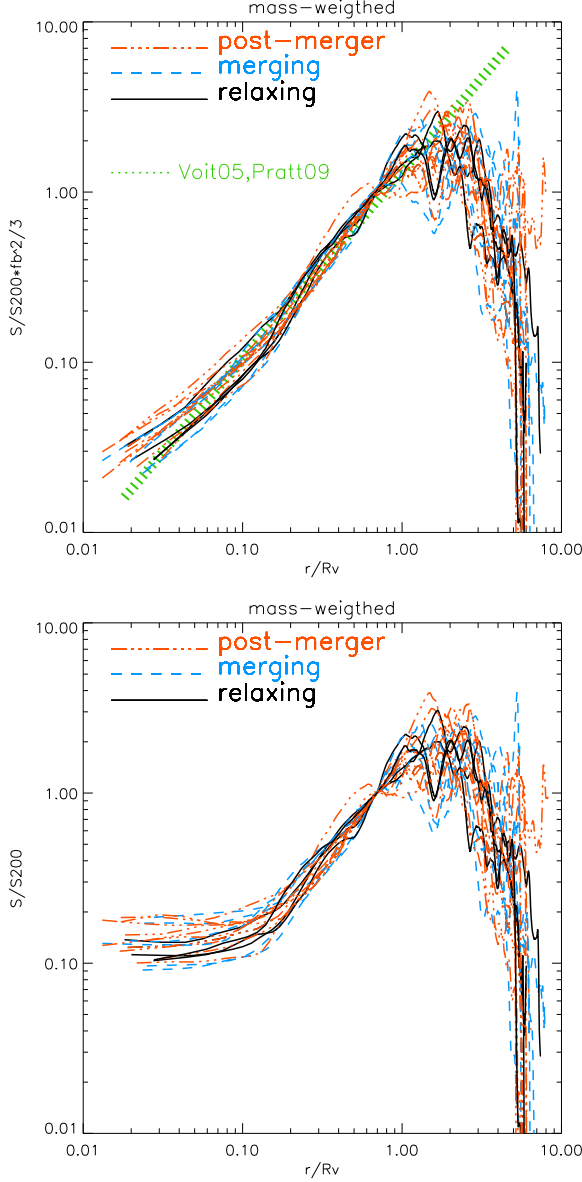 mass-weigthed
10.00
post-merger
merging
relaxing
Voit05,Pratt09
1.00
S/S200*fb^2/3
0.10
0.01
0.01 0.10 1.00 10.00
r/Rv
mass-weigthed
10.00
post-merger
merging
relaxing
1.00
S/S200
0.10
0.01
0.01 0.10 1.00 10.00
r/Rv